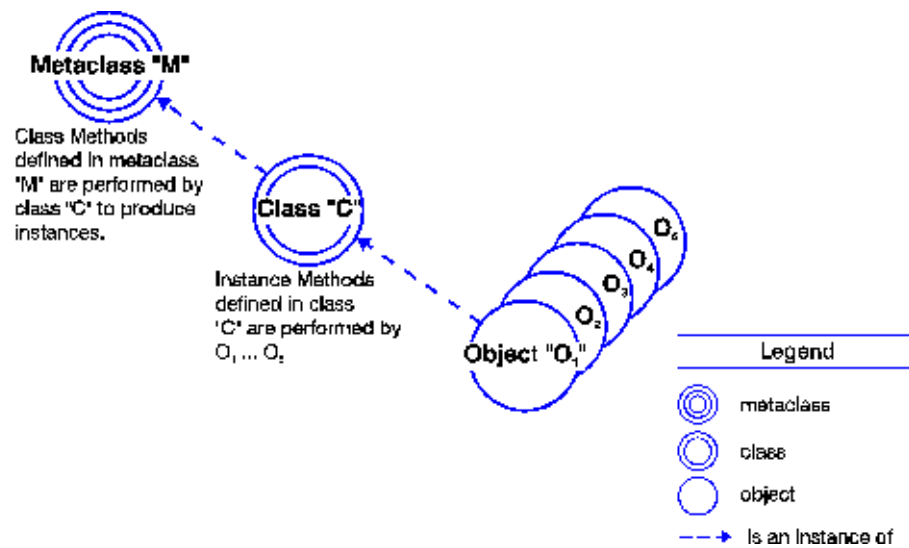 Metaclass "M"
Class Methods
defined in metaclass
"M" are performed by
class "C" to produce
instances.
Class "C"
Instance Methods
defined in class
"C" are performed by
O₁ ... O₅
O₅
O₄
O₃
O₂
Object "O₁"
Legend
metaclass
class
object
Is an Instance of